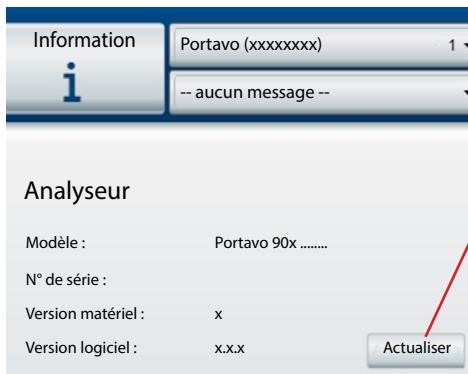 Information
i
Portavo (xxxxxxxx) 1
-- aucun message --
Analyseur
Modèle : Portavo 90x ........
N° de série :
Version matériel : x
Version logiciel : x.x.x
Actualiser